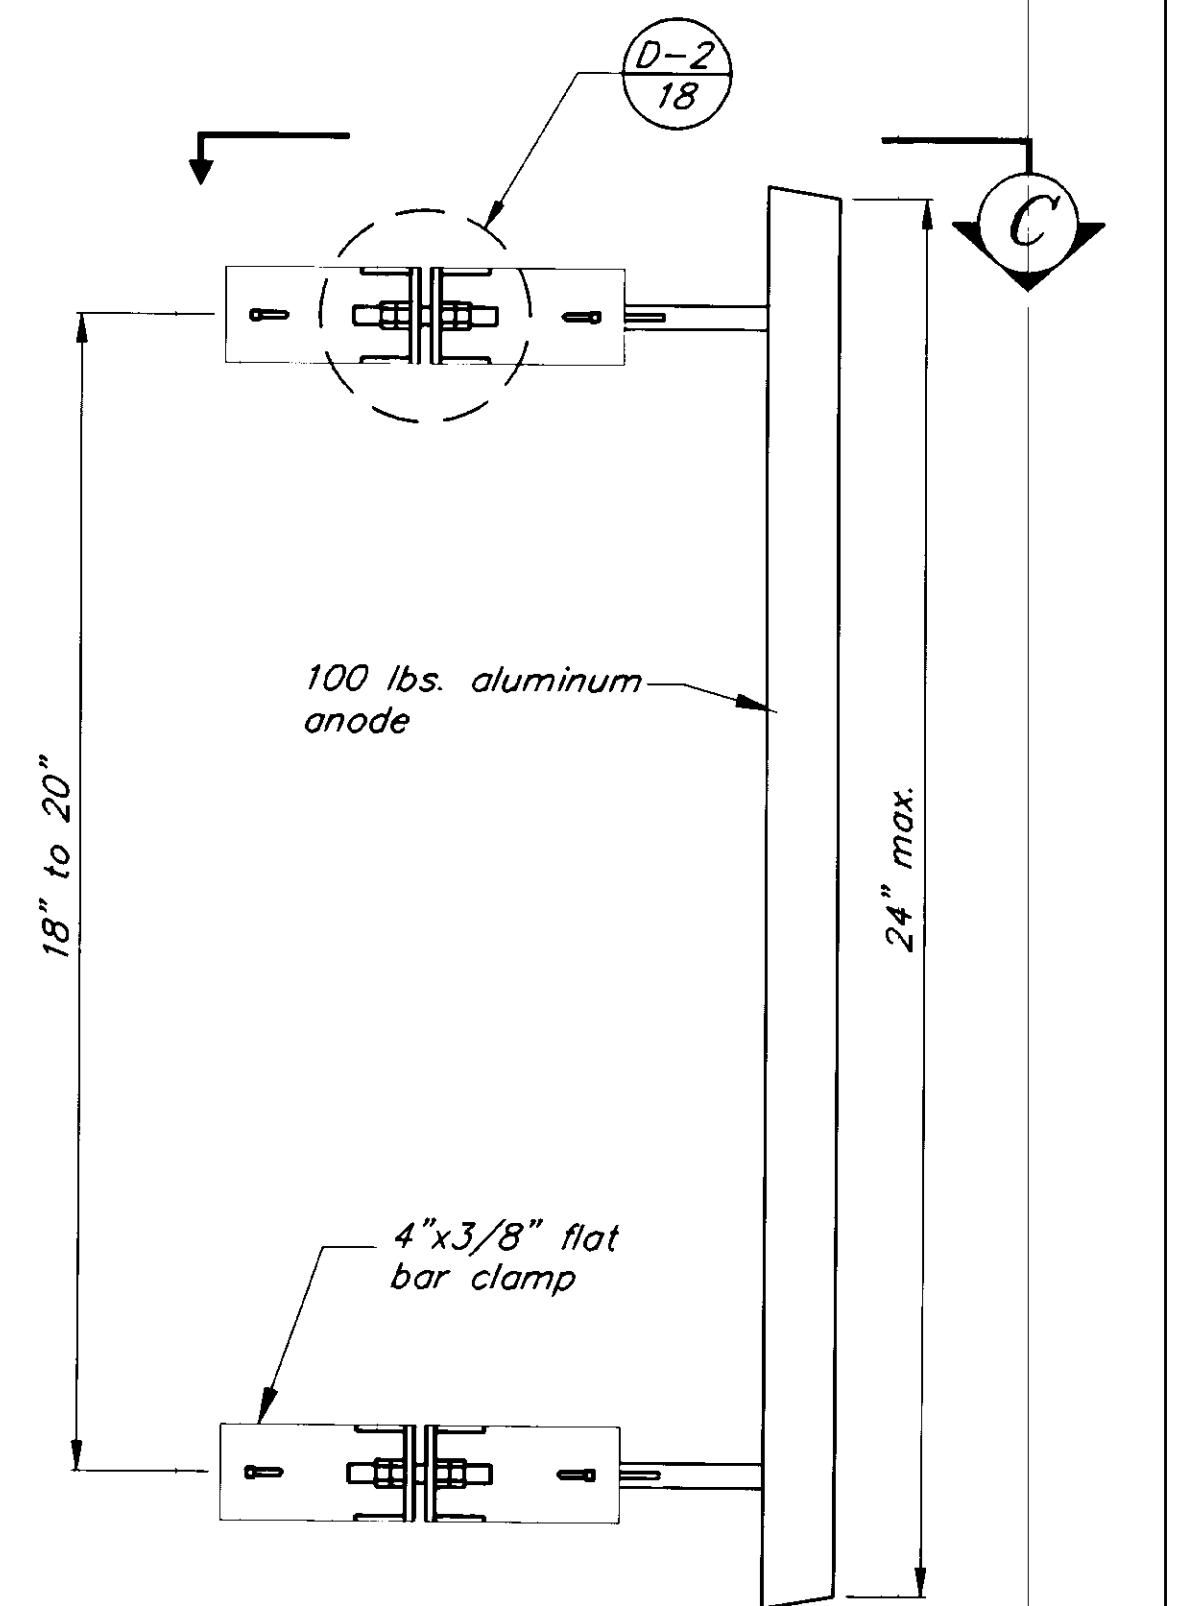 D-2
18
C
100 lbs. aluminum
anode
18" to 20"
24" max.
4"x3/8" flat
bar clamp